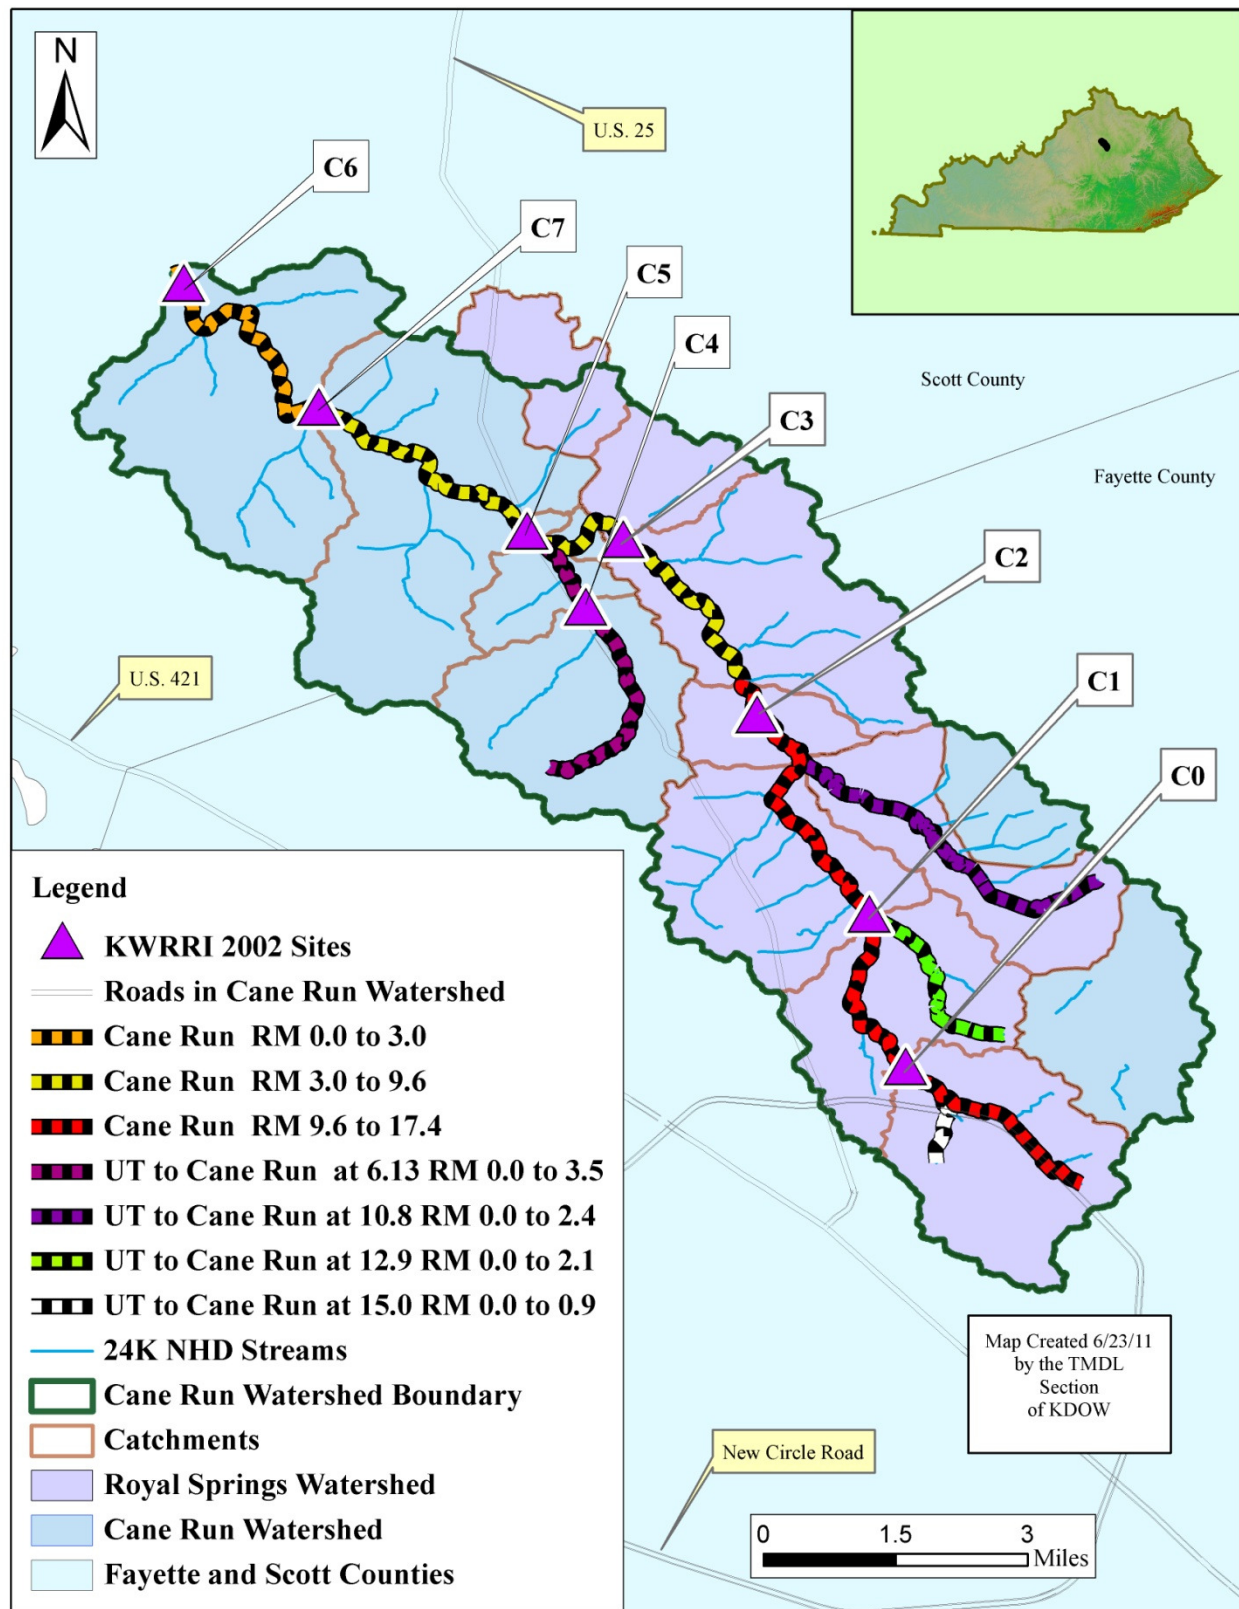 N
U.S. 25
C6
C7
C5
C4
C3
Scott County
Fayette County
C2
C1
U.S. 421
C0
Legend
KWRRI 2002 Sites
Roads in Cane Run Watershed
Cane Run RM 0.0 to 3.0
Cane Run RM 3.0 to 9.6
Cane Run RM 9.6 to 17.4
UT to Cane Run at 6.13 RM 0.0 to 3.5
UT to Cane Run at 10.8 RM 0.0 to 2.4
UT to Cane Run at 12.9 RM 0.0 to 2.1
UT to Cane Run at 15.0 RM 0.0 to 0.9
24K NHD Streams
Cane Run Watershed Boundary
Catchments
Royal Springs Watershed
Cane Run Watershed
Fayette and Scott Counties
Map Created 6/23/11
by the TMDL
Section
of KDOW
New Circle Road
0 1.5 3
Miles